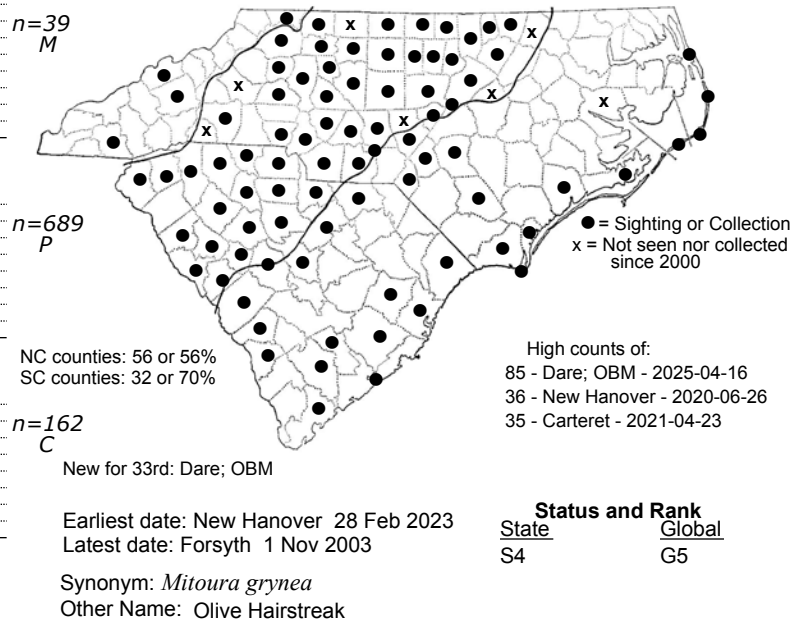 n=39
M
n=689
P
n=162
C
● = Sighting or Collection
x = Not seen nor collected
since 2000
NC counties: 56 or 56%
SC counties: 32 or 70%
High counts of:
85 - Dare; OBM - 2025-04-16
36 - New Hanover - 2020-06-26
35 - Carteret - 2021-04-23
New for 33rd: Dare; OBM
Earliest date: New Hanover 28 Feb 2023
Latest date: Forsyth 1 Nov 2003
Status and Rank
State Global
S4 G5
Synonym: Mitoura grynea
Other Name: Olive Hairstreak